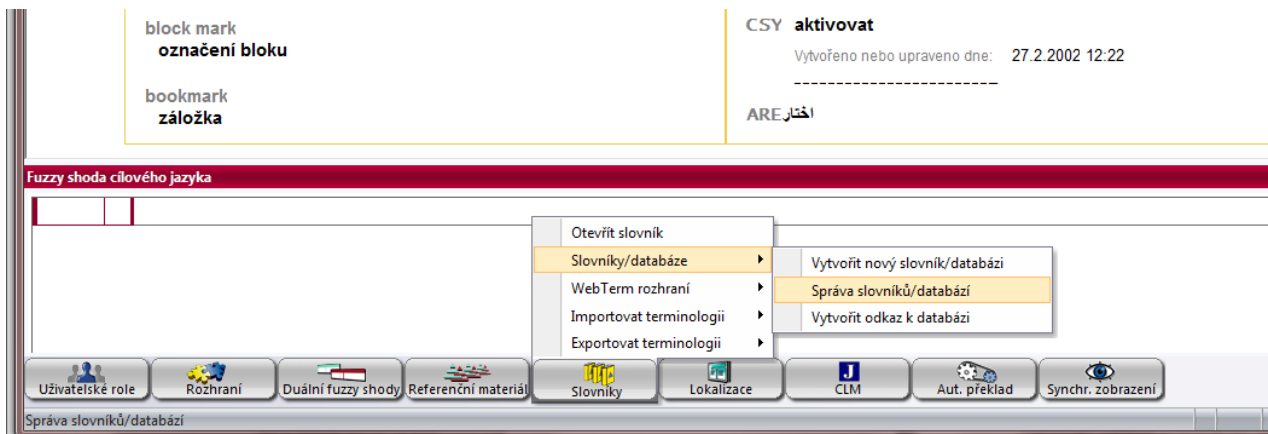 block mark
označení bloku
bookmark
záložka
CSY aktivovat
Vytvořeno nebo upraveno dne: 27.2.2002 12:22
------------------------
ARE اختار
Fuzzy shoda cílového jazyka
Otevřít slovník
Slovníky/databáze
WebTerm rozhraní
Importovat terminologii
Exportovat terminologii
Vytvořit nový slovník/databázi
Správa slovníků/databází
Vytvořit odkaz k databázi
Uživatelské role
Rozhraní
Duální fuzzy shody
Referenční materiál
Slovníky
Lokalizace
J
CLM
Aut. překlad
Synchr. zobrazení
Správa slovníků/databází